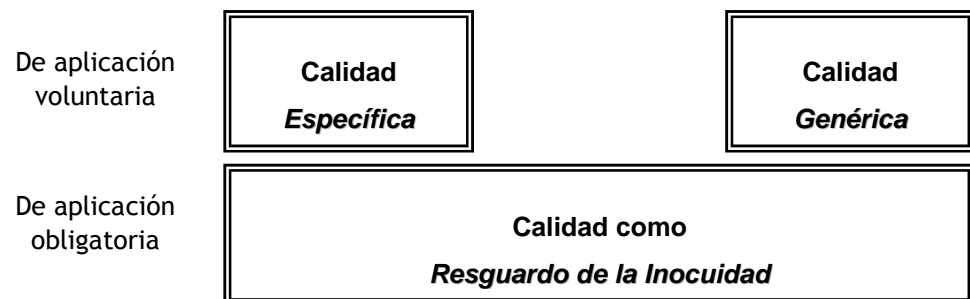 De aplicación
voluntaria
Calidad
Específica
Calidad
Genérica
De aplicación
obligatoria
Calidad como
Resguardo de la Inocuidad